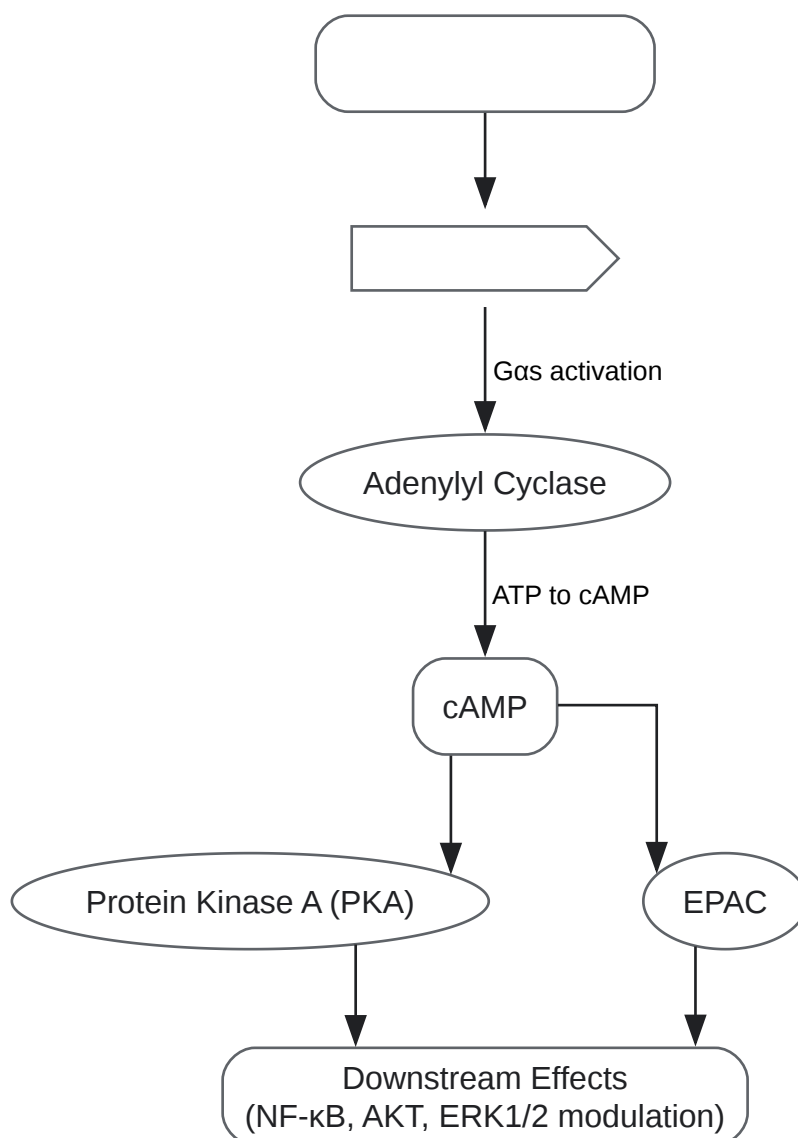 Gαs activation
Adenylyl Cyclase
ATP to cAMP
cAMP
Protein Kinase A (PKA)
EPAC
Downstream Effects
(NF-κB, AKT, ERK1/2 modulation)